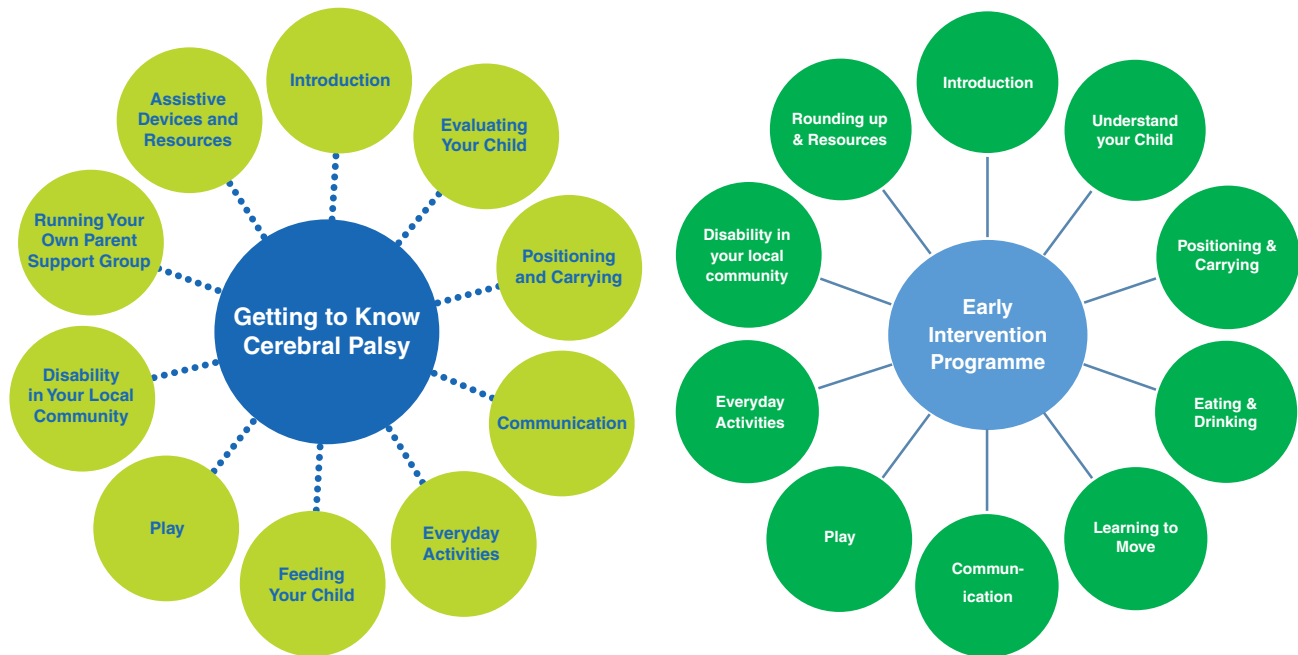 Introduction
Evaluating
Your Child
Positioning
and Carrying
Communication
Everyday
Activities
Feeding
Your Child
Play
Disability
in Your Local
Community
Running Your
Own Parent
Support Group
Assistive
Devices and
Resources
Getting to Know
Cerebral Palsy
Introduction
Understand
your Child
Positioning &
Carrying
Eating &
Drinking
Learning to
Move
Commun-
ication
Play
Everyday
Activities
Disability in
your local
community
Rounding up
& Resources
Early
Intervention
Programme